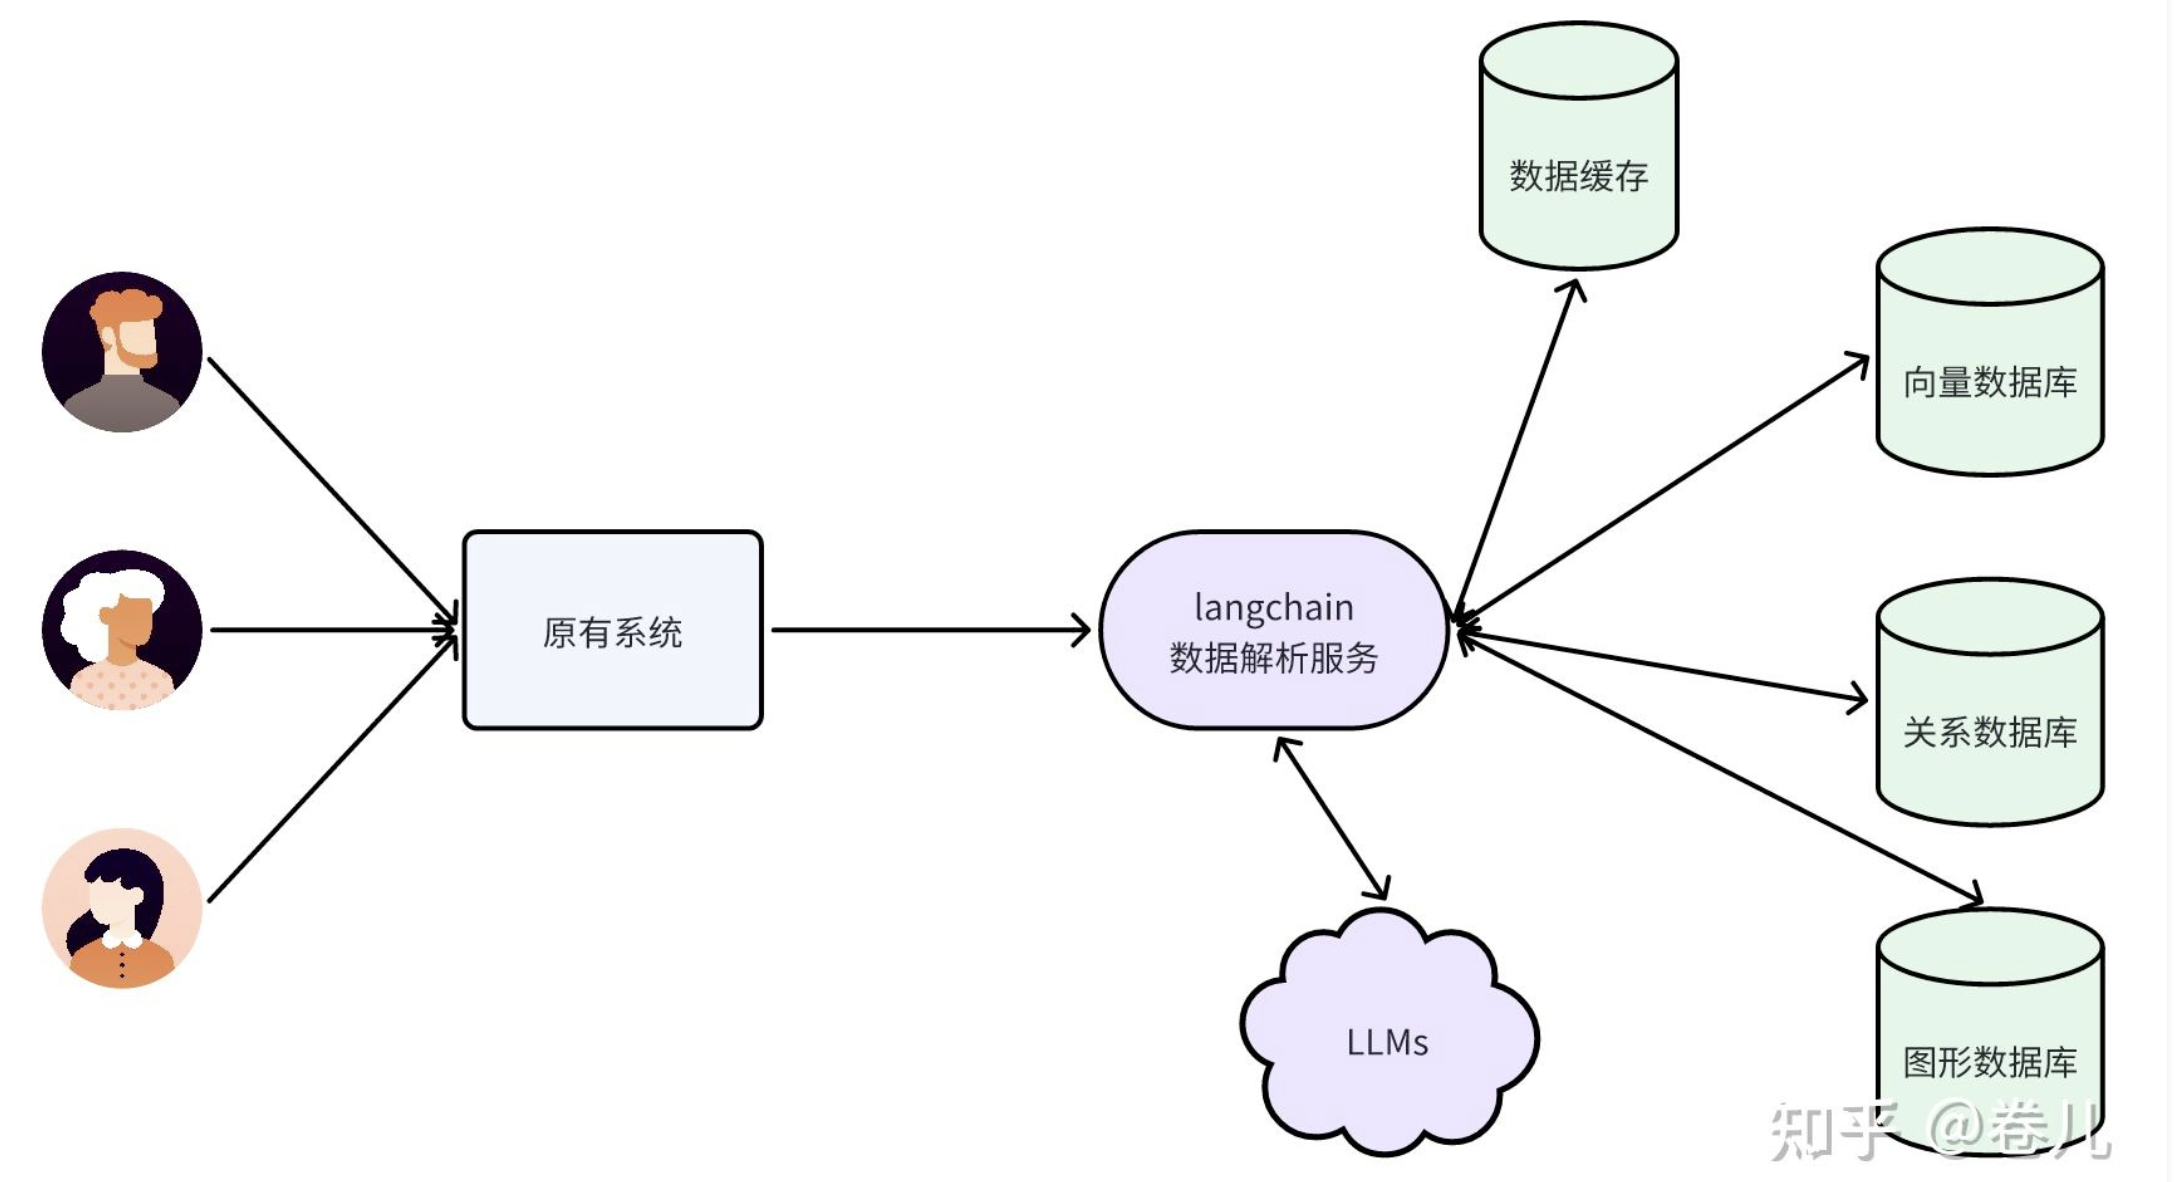 数据缓存
向量数据库
原有系统
langchain
数据解析服务
关系数据库
LLMs
图形数据库
知乎 @卷儿